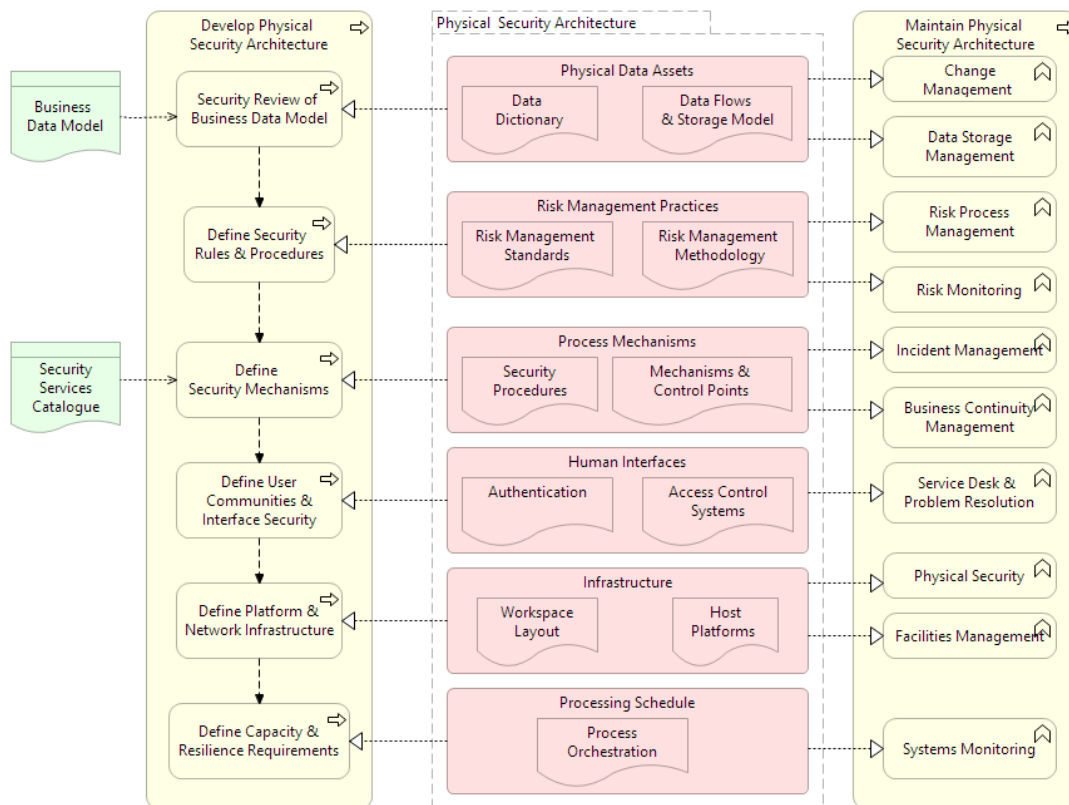 Develop Physical
Security Architecture
Business
Data Model
Security Review of
Business Data Model
Define Security
Rules & Procedures
Security
Services
Catalogue
Define
Security Mechanisms
Define User
Communities &
Interface Security
Define Platform &
Network Infrastructure
Define Capacity &
Resilience Requirements
Physical Security Architecture
Physical Data Assets
Data
Dictionary
Data Flows
& Storage Model
Risk Management Practices
Risk Management
Standards
Risk Management
Methodology
Process Mechanisms
Security
Procedures
Mechanisms &
Control Points
Human Interfaces
Authentication
Access Control
Systems
Infrastructure
Workspace
Layout
Host
Platforms
Processing Schedule
Process
Orchestration
Maintain Physical
Security Architecture
Change
Management
Data Storage
Management
Risk Process
Management
Risk Monitoring
Incident Management
Business Continuity
Management
Service Desk &
Problem Resolution
Physical Security
Facilities Management
Systems Monitoring